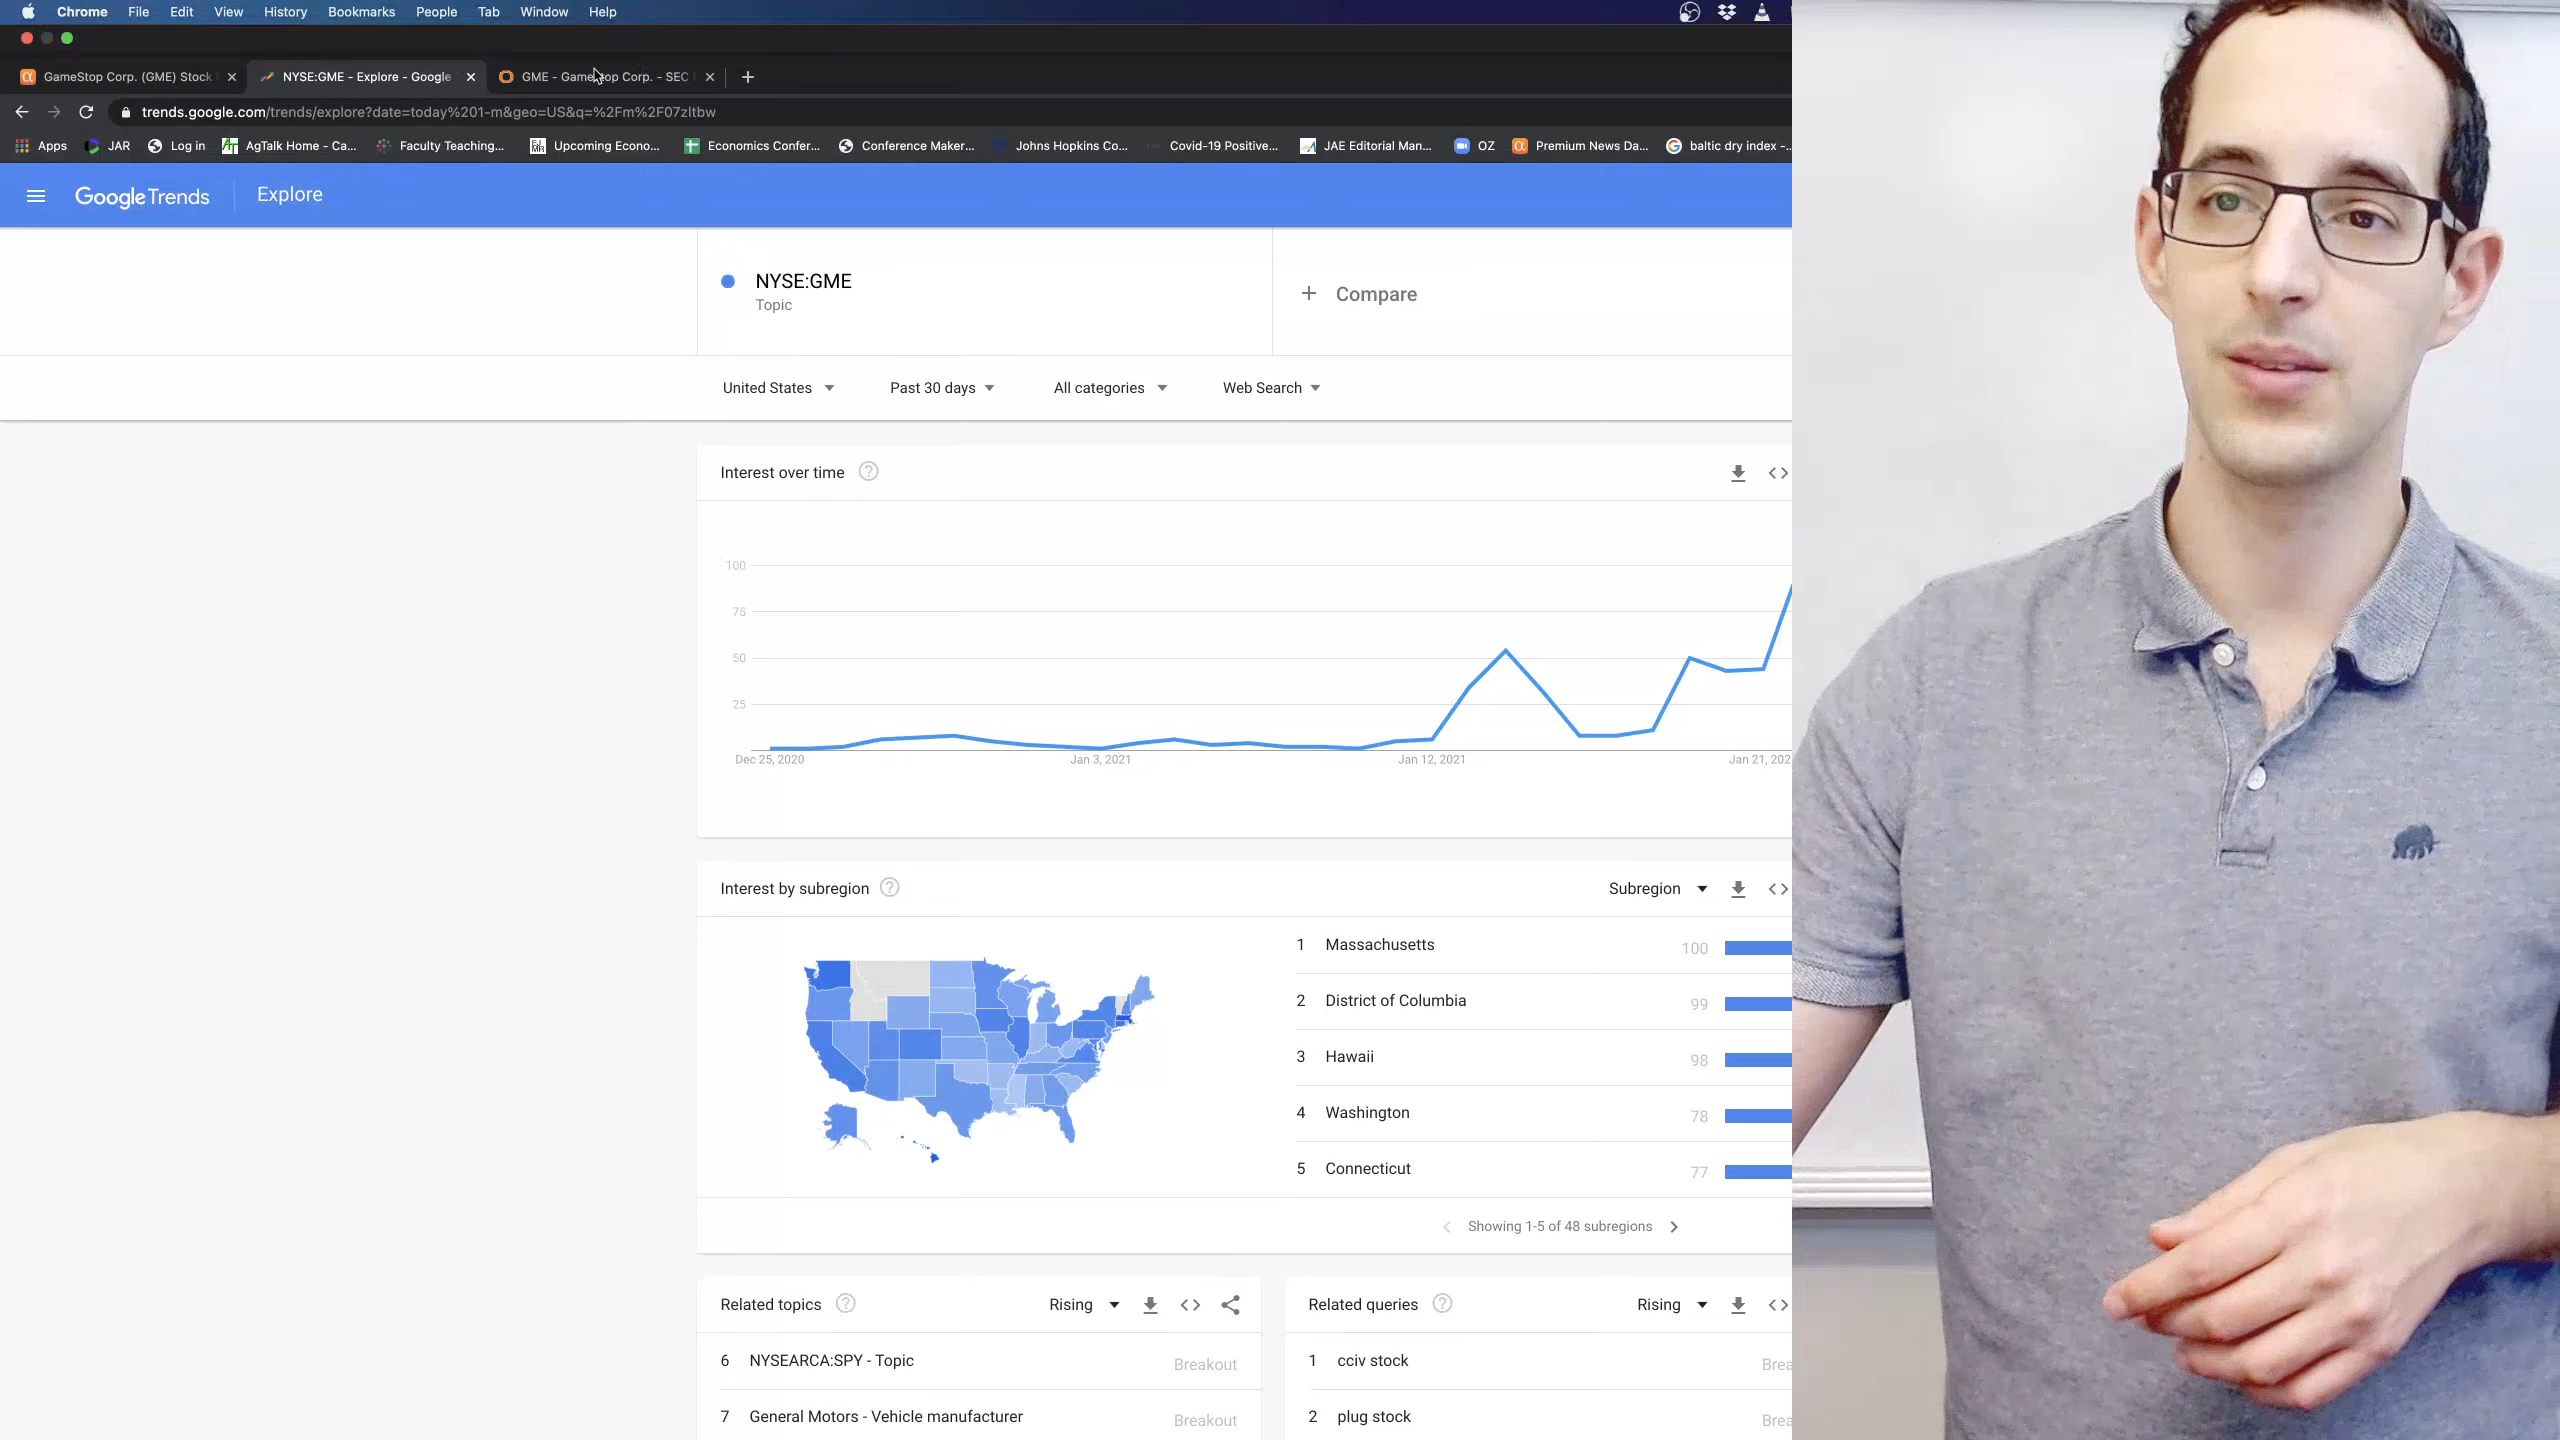 Chrome File Edit View History Bookmarks People Tab Window Help
GameStop Corp. (GME) Stock
NYSE:GME - Explore - Google
GME - GameStop Corp. - SEC
trends.google.com/trends/explore?date=today%201-m&geo=US&q=%2Fm%2F07zltbw
Apps JAR Log in AgTalk Home - Ca... Faculty Teaching... Upcoming Econo... Economics Confer... Conference Maker... Johns Hopkins Co... Covid-19 Positive... JAE Editorial Man... OZ Premium News Da... baltic dry index -...
Google Trends Explore
NYSE:GME
Topic
+ Compare
United States Past 30 days All categories Web Search
Interest over time
100
75
50
25
Dec 25, 2020 Jan 3, 2021 Jan 12, 2021 Jan 21, 202
Interest by subregion Subregion
1 Massachusetts 100
2 District of Columbia 99
3 Hawaii 98
4 Washington 78
5 Connecticut 77
Showing 1-5 of 48 subregions
Related topics Rising
6 NYSEARCA:SPY - Topic Breakout
7 General Motors - Vehicle manufacturer Breakout
Related queries Rising
1 cciv stock Brea
2 plug stock Brea